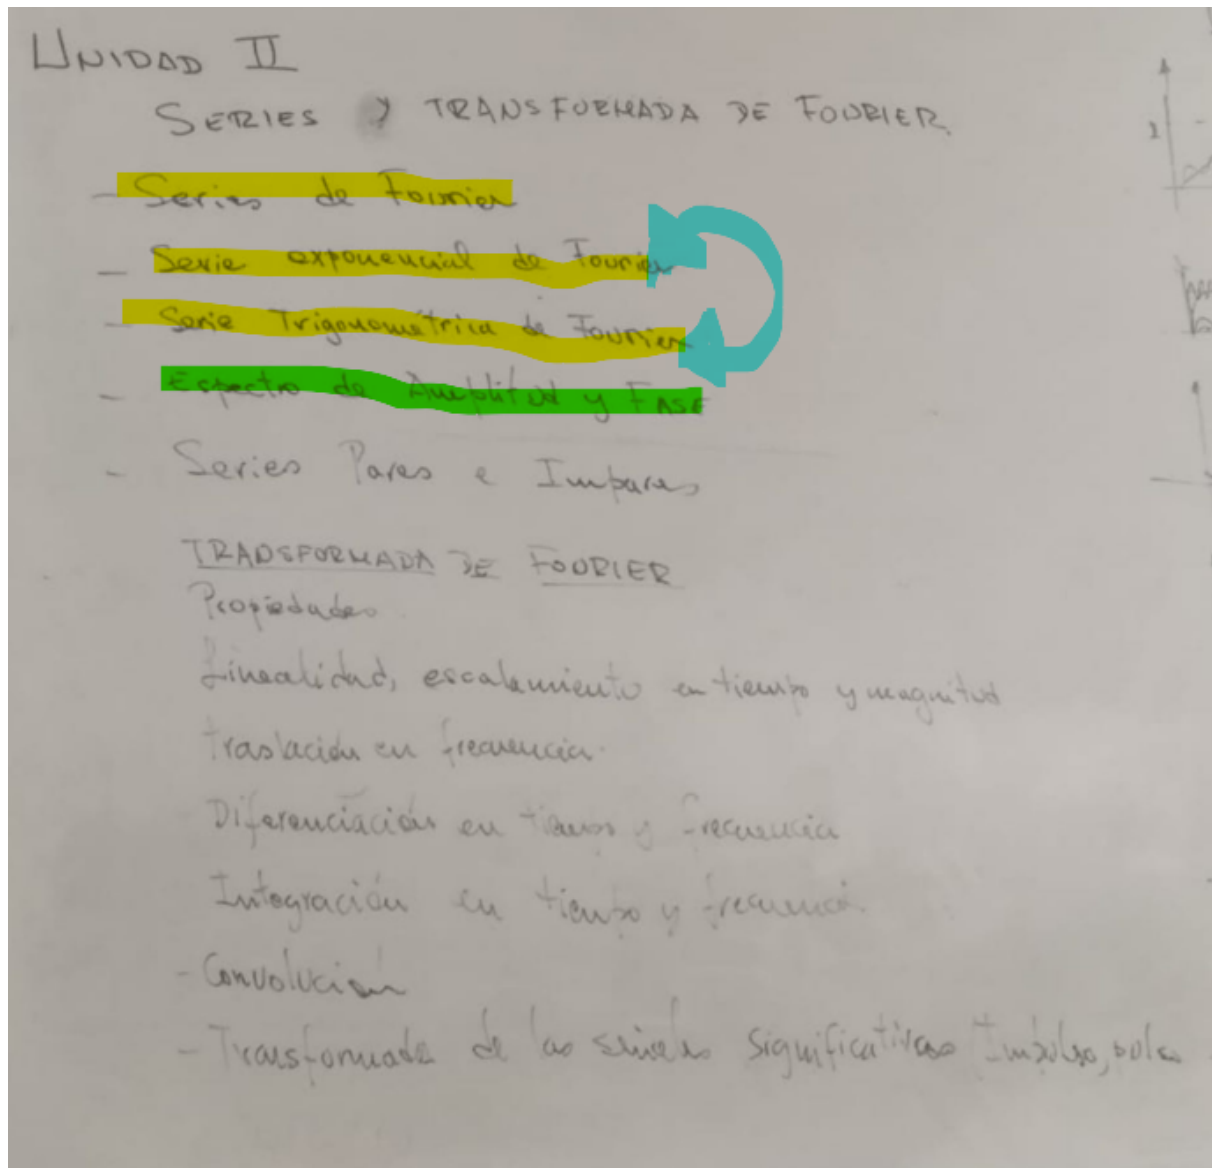 UNIDAD II
SERIES Y TRANSFORMADA DE FOURIER.
- Series de Fourier
- Serie exponencial de Fourier
- Serie Trigonométrica de Fourier
- Espectro de Amplitud y FASE
- Series Pares e Impares
TRANSFORMADA DE FOURIER
Propiedades
Linealidad, escalamiento en tiempo y magnitud
traslación en frecuencia.
Diferenciación en tiempo y frecuencia
Integración en tiempo y frecuencia.
- Convolución
- Transformada de las señales significativas Impulso, pulso